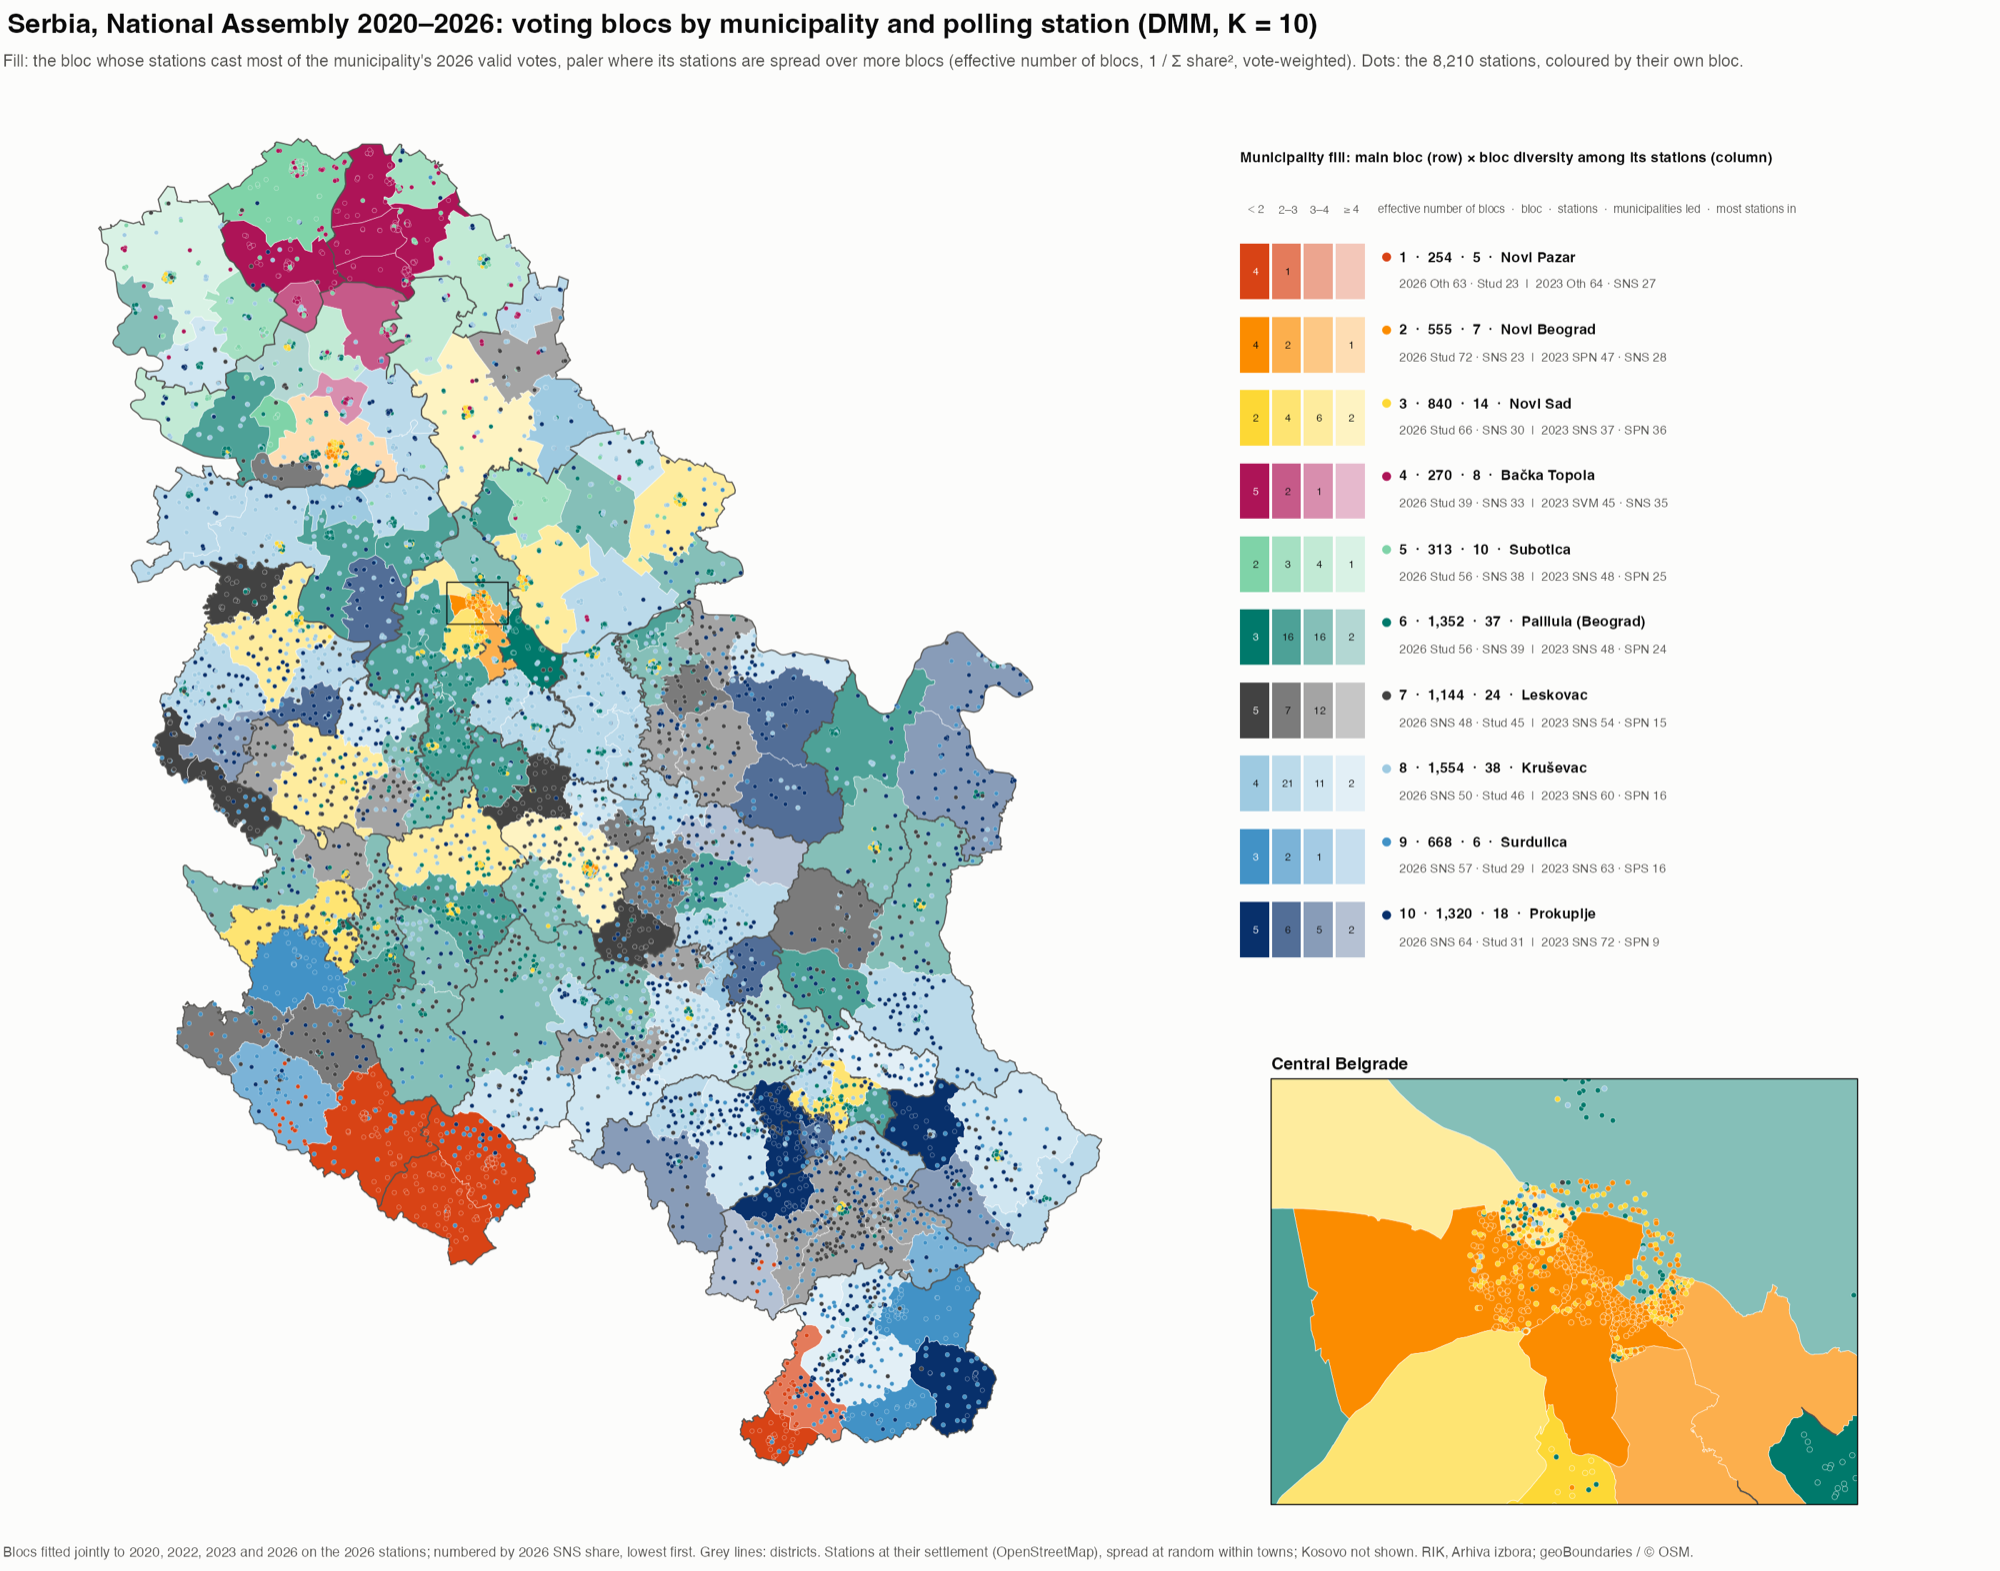 Serbia, National Assembly 2020–2026: voting blocs by municipality and polling station (DMM, K = 10)
Fill: the bloc whose stations cast most of the municipality's 2026 valid votes, paler where its stations are spread over more blocs (effective number of blocs, 1 / Σ share², vote-weighted). Dots: the 8,210 stations, coloured by their own bloc.
Municipality fill: main bloc (row) × bloc diversity among its stations (column)
< 2 2–3 3–4 ≥ 4 effective number of blocs · bloc · stations · municipalities led · most stations in
4 1 1 · 254 · 5 · Novi Pazar
2026 Oth 63 · Stud 23 | 2023 Oth 64 · SNS 27
4 2 1 2 · 555 · 7 · Novi Beograd
2026 Stud 72 · SNS 23 | 2023 SPN 47 · SNS 28
2 4 6 2 3 · 840 · 14 · Novi Sad
2026 Stud 66 · SNS 30 | 2023 SNS 37 · SPN 36
5 2 1 4 · 270 · 8 · Bačka Topola
2026 Stud 39 · SNS 33 | 2023 SVM 45 · SNS 35
2 3 4 1 5 · 313 · 10 · Subotica
2026 Stud 56 · SNS 38 | 2023 SNS 48 · SPN 25
3 16 16 2 6 · 1,352 · 37 · Palilula (Beograd)
2026 Stud 56 · SNS 39 | 2023 SNS 48 · SPN 24
5 7 12 7 · 1,144 · 24 · Leskovac
2026 SNS 48 · Stud 45 | 2023 SNS 54 · SPN 15
4 21 11 2 8 · 1,554 · 38 · Kruševac
2026 SNS 50 · Stud 46 | 2023 SNS 60 · SPN 16
3 2 1 9 · 668 · 6 · Surdulica
2026 SNS 57 · Stud 29 | 2023 SNS 63 · SPS 16
5 6 5 2 10 · 1,320 · 18 · Prokuplje
2026 SNS 64 · Stud 31 | 2023 SNS 72 · SPN 9
Central Belgrade
Blocs fitted jointly to 2020, 2022, 2023 and 2026 on the 2026 stations; numbered by 2026 SNS share, lowest first. Grey lines: districts. Stations at their settlement (OpenStreetMap), spread at random within towns; Kosovo not shown. RIK, Arhiva izbora; geoBoundaries / © OSM.